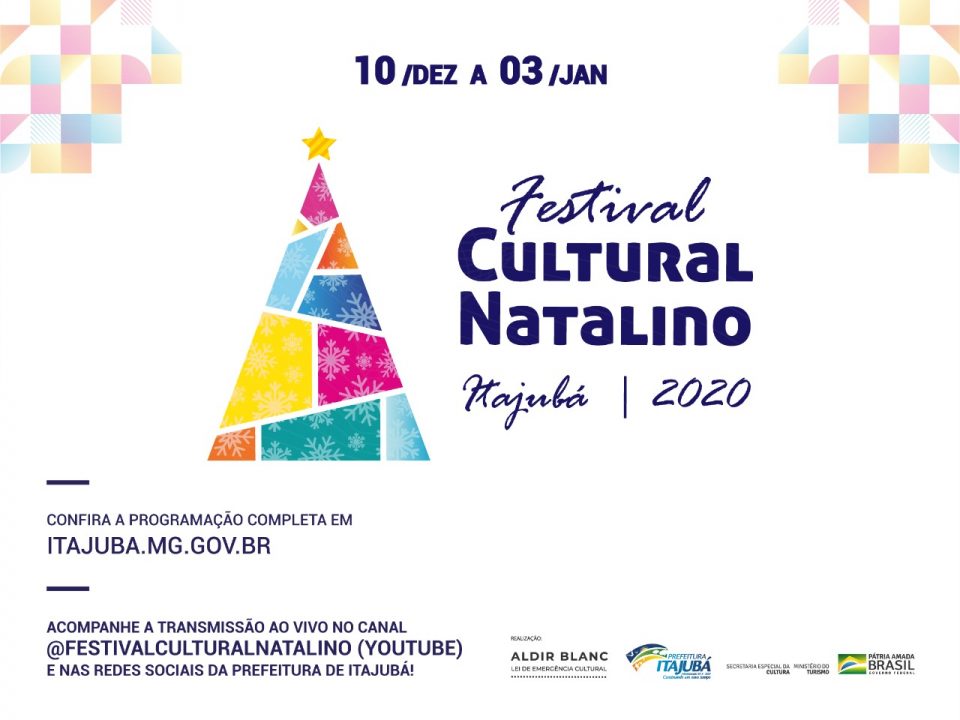 10 /DEZ A 03 /JAN
Festival
CULTURAL
NATALINO
Itajubá | 2020
CONFIRA A PROGRAMAÇÃO COMPLETA EM
ITAJUBA.MG.GOV.BR
ACOMPANHE A TRANSMISSÃO AO VIVO NO CANAL
@FESTIVALCULTURALNATALINO (YOUTUBE)
E NAS REDES SOCIAIS DA PREFEITURA DE ITAJUBÁ!
REALIZAÇÃO:
ALDIR BLANC
LEI DE EMERGÊNCIA CULTURAL
PREFEITURA
ITAJUBÁ
SECRETARIA ESPECIAL DA
CULTURA
MINISTÉRIO DO
TURISMO
PÁTRIA AMADA
BRASIL
GOVERNO FEDERAL